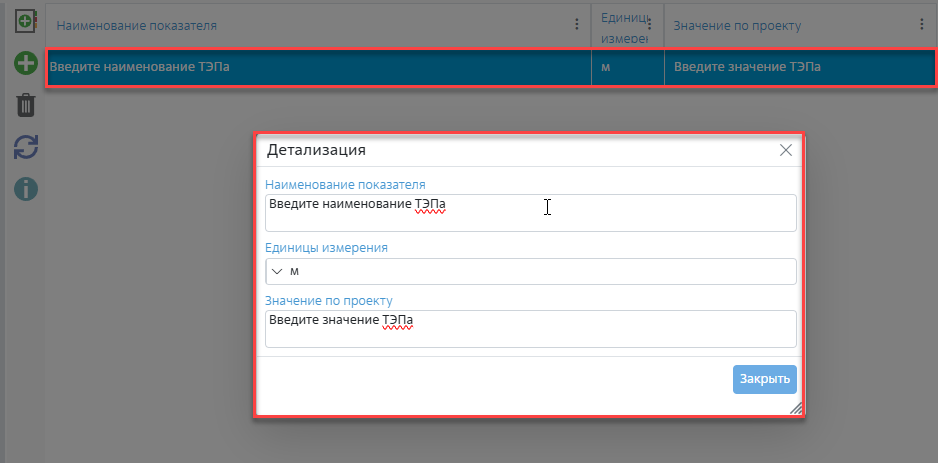 Наименование показателя
Единиц
измерен
Значение по проекту
Введите наименование ТЭПа
м
Введите значение ТЭПа
Детализация
Наименование показателя
Введите наименование ТЭПа
Единицы измерения
м
Значение по проекту
Введите значение ТЭПа
Закрыть